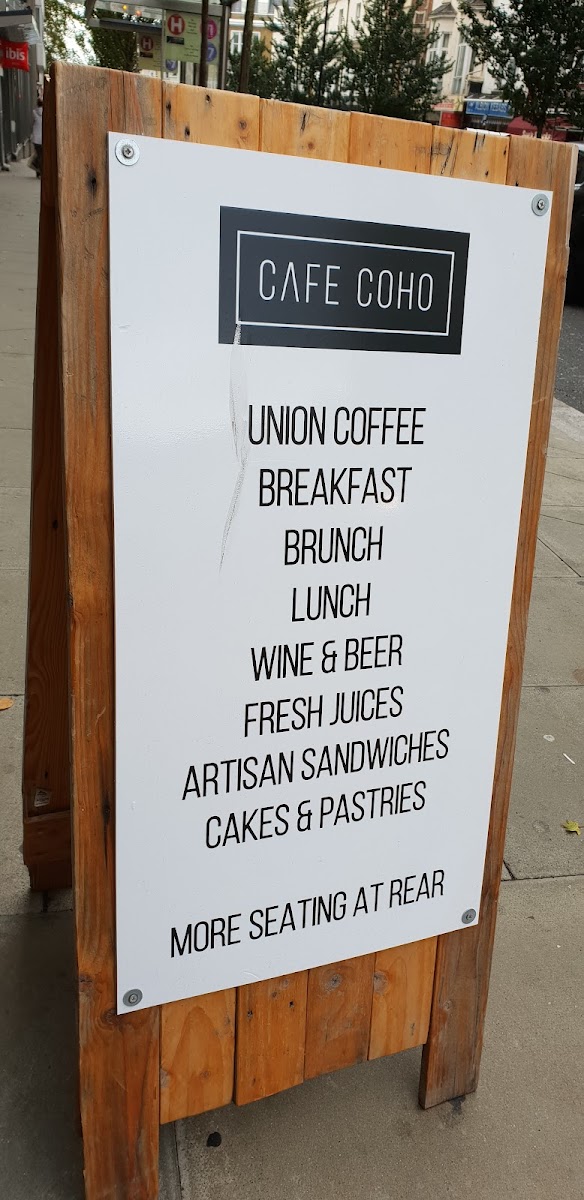 ibis
H
H
CAFE COHO
UNION COFFEE
BREAKFAST
BRUNCH
LUNCH
WINE & BEER
FRESH JUICES
ARTISAN SANDWICHES
CAKES & PASTRIES
MORE SEATING AT REAR